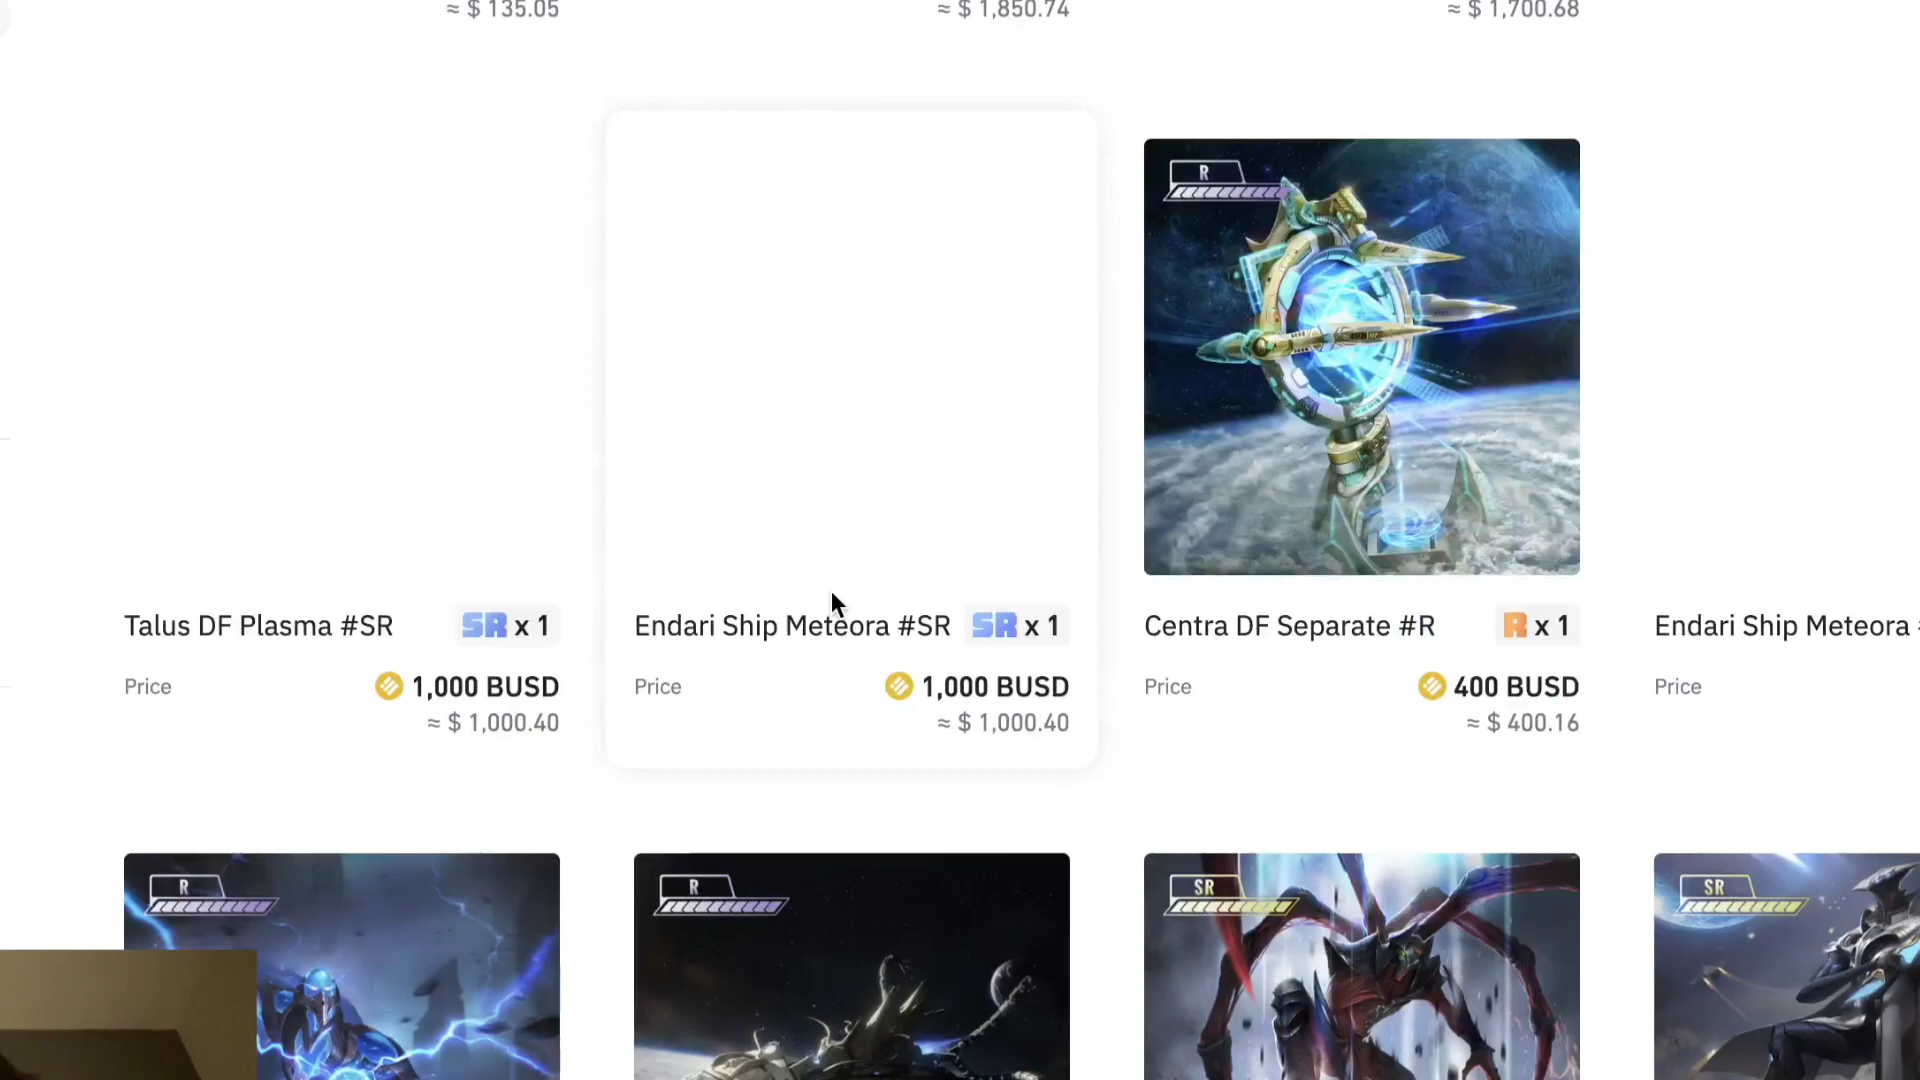 ≈ $ 135.05
≈ $ 1,850.74
≈ $ 1,700.68
R
Talus DF Plasma #SR
SR x 1
Endari Ship Meteora #SR
SR x 1
Centra DF Separate #R
R x 1
Endari Ship Meteora
Price
1,000 BUSD
Price
1,000 BUSD
Price
400 BUSD
Price
≈ $ 1,000.40
≈ $ 1,000.40
≈ $ 400.16
R
R
SR
SR